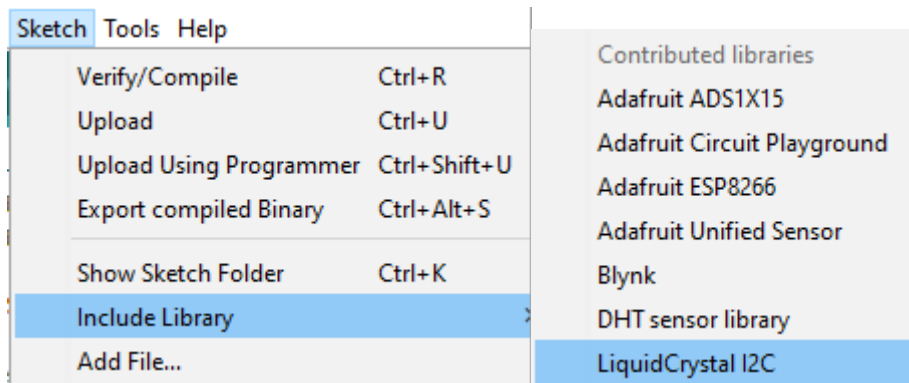 Sketch Tools Help
Verify/Compile Ctrl+R
Upload Ctrl+U
Upload Using Programmer Ctrl+Shift+U
Export compiled Binary Ctrl+Alt+S
Show Sketch Folder Ctrl+K
Include Library
Add File...
Contributed libraries
Adafruit ADS1X15
Adafruit Circuit Playground
Adafruit ESP8266
Adafruit Unified Sensor
Blynk
DHT sensor library
LiquidCrystal I2C